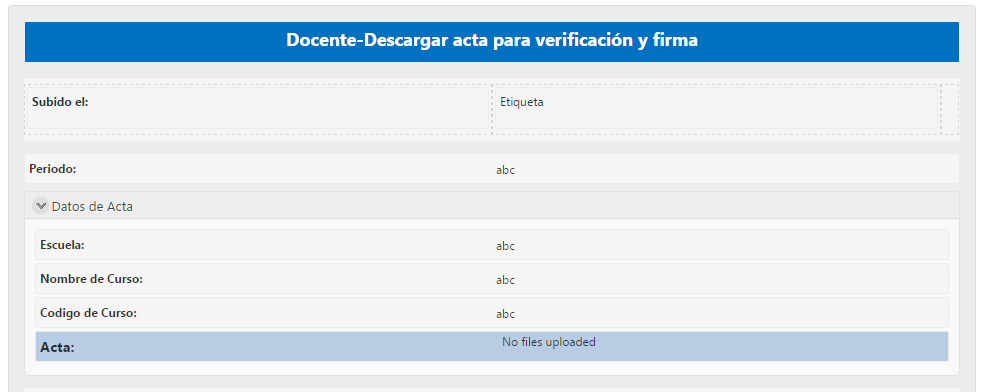 Docente-Descargar acta para verificación y firma
Subido el: Etiqueta
Periodo: abc
Datos de Acta
Escuela: abc
Nombre de Curso: abc
Codigo de Curso: abc
Acta: No files uploaded